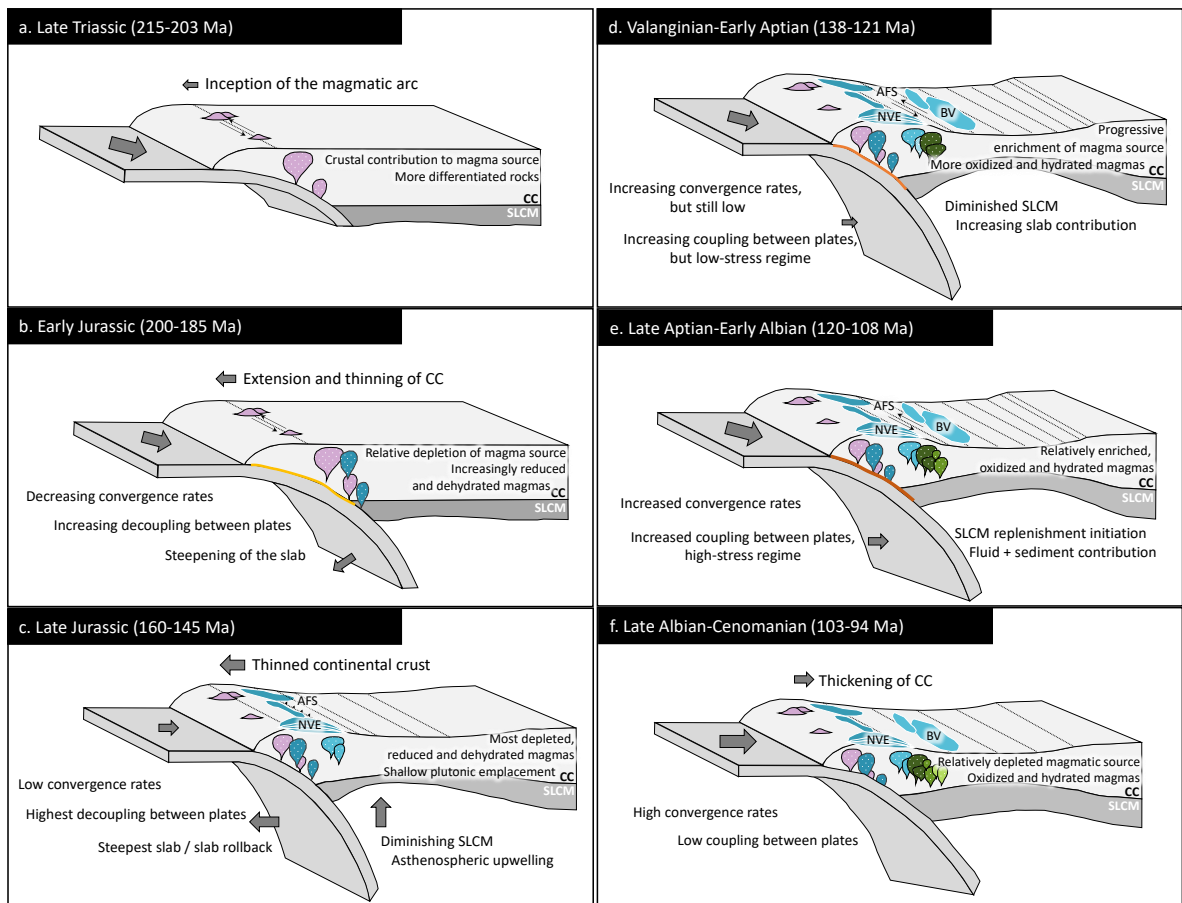 a. Late Triassic (215-203 Ma)
Inception of the magmatic arc
Crustal contribution to magma source
More differentiated rocks
CC
SLCM
b. Early Jurassic (200-185 Ma)
Extension and thinning of CC
Relative depletion of magma source
Increasingly reduced
and dehydrated magmas
CC
SLCM
Decreasing convergence rates
Increasing decoupling between plates
Steepening of the slab
c. Late Jurassic (160-145 Ma)
Thinned continental crust
AFS
NVE
Most depleted,
reduced and dehydrated magmas
Shallow plutonic emplacement
CC
SLCM
Low convergence rates
Highest decoupling between plates
Steepest slab / slab rollback
Diminishing SLCM
Asthenospheric upwelling
d. Valanginian-Early Aptian (138-121 Ma)
AFS
NVE
BV
Progressive
enrichment of magma source
More oxidized and hydrated magmas
CC
SLCM
Increasing convergence rates,
but still low
Increasing coupling between plates,
but low-stress regime
Diminished SLCM
Increasing slab contribution
e. Late Aptian-Early Albian (120-108 Ma)
AFS
NVE
BV
Relatively enriched,
oxidized and hydrated magmas
CC
SLCM
Increased convergence rates
Increased coupling between plates,
high-stress regime
SLCM replenishment initiation
Fluid + sediment contribution
f. Late Albian-Cenomanian (103-94 Ma)
Thickening of CC
NVE
BV
Relatively depleted magmatic source
Oxidized and hydrated magmas
CC
SLCM
High convergence rates
Low coupling between plates